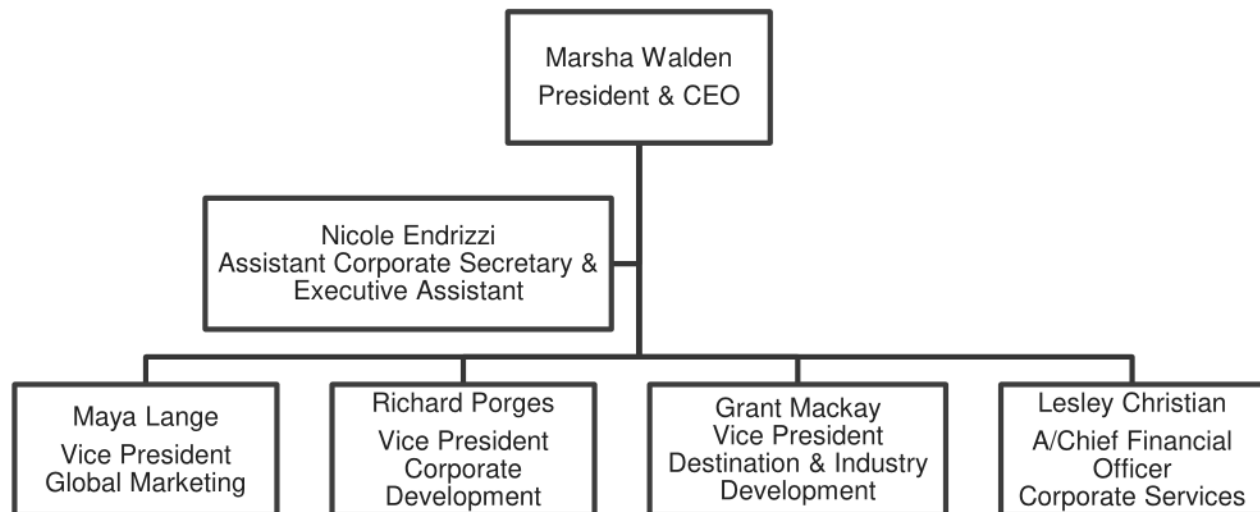 Marsha Walden
President & CEO
Nicole Endrizzi
Assistant Corporate Secretary &
Executive Assistant
Maya Lange
Vice President
Global Marketing
Richard Porges
Vice President
Corporate
Development
Grant Mackay
Vice President
Destination & Industry
Development
Lesley Christian
A/Chief Financial
Officer
Corporate Services